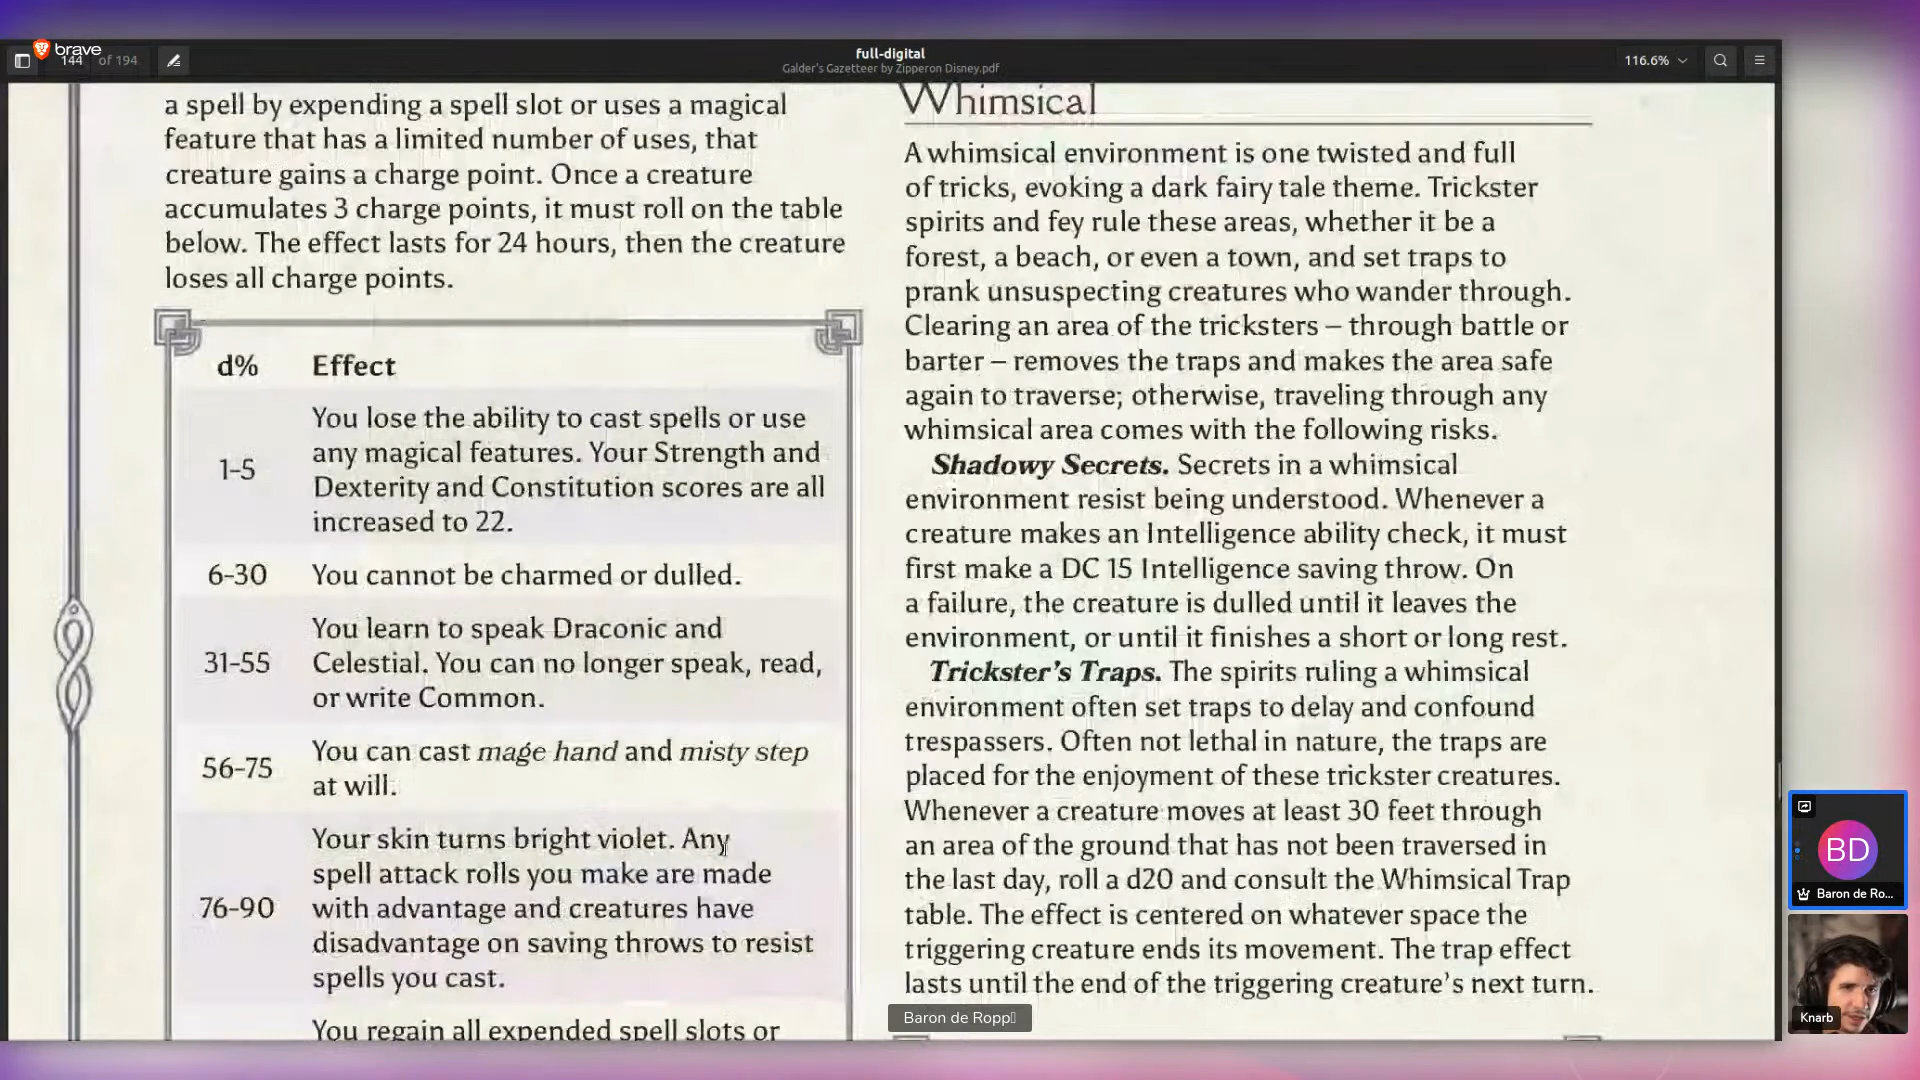 brave
144 of 194
full-digital
Galder's Gazetteer by Zipperon Disney.pdf
116.6%
a spell by expending a spell slot or uses a magical
feature that has a limited number of uses, that
creature gains a charge point. Once a creature
accumulates 3 charge points, it must roll on the table
below. The effect lasts for 24 hours, then the creature
loses all charge points.
d% Effect
1-5
You lose the ability to cast spells or use
any magical features. Your Strength and
Dexterity and Constitution scores are all
increased to 22.
6-30 You cannot be charmed or dulled.
31-55
You learn to speak Draconic and
Celestial. You can no longer speak, read,
or write Common.
56-75
You can cast mage hand and misty step
at will.
76-90
Your skin turns bright violet. Any
spell attack rolls you make are made
with advantage and creatures have
disadvantage on saving throws to resist
spells you cast.
You regain all expended spell slots or
Whimsical
A whimsical environment is one twisted and full
of tricks, evoking a dark fairy tale theme. Trickster
spirits and fey rule these areas, whether it be a
forest, a beach, or even a town, and set traps to
prank unsuspecting creatures who wander through.
Clearing an area of the tricksters – through battle or
barter – removes the traps and makes the area safe
again to traverse; otherwise, traveling through any
whimsical area comes with the following risks.
Shadowy Secrets. Secrets in a whimsical
environment resist being understood. Whenever a
creature makes an Intelligence ability check, it must
first make a DC 15 Intelligence saving throw. On
a failure, the creature is dulled until it leaves the
environment, or until it finishes a short or long rest.
Trickster's Traps. The spirits ruling a whimsical
environment often set traps to delay and confound
trespassers. Often not lethal in nature, the traps are
placed for the enjoyment of these trickster creatures.
Whenever a creature moves at least 30 feet through
an area of the ground that has not been traversed in
the last day, roll a d20 and consult the Whimsical Trap
table. The effect is centered on whatever space the
triggering creature ends its movement. The trap effect
lasts until the end of the triggering creature's next turn.
Baron de Ropp
BD
Baron de Ro...
Knarb